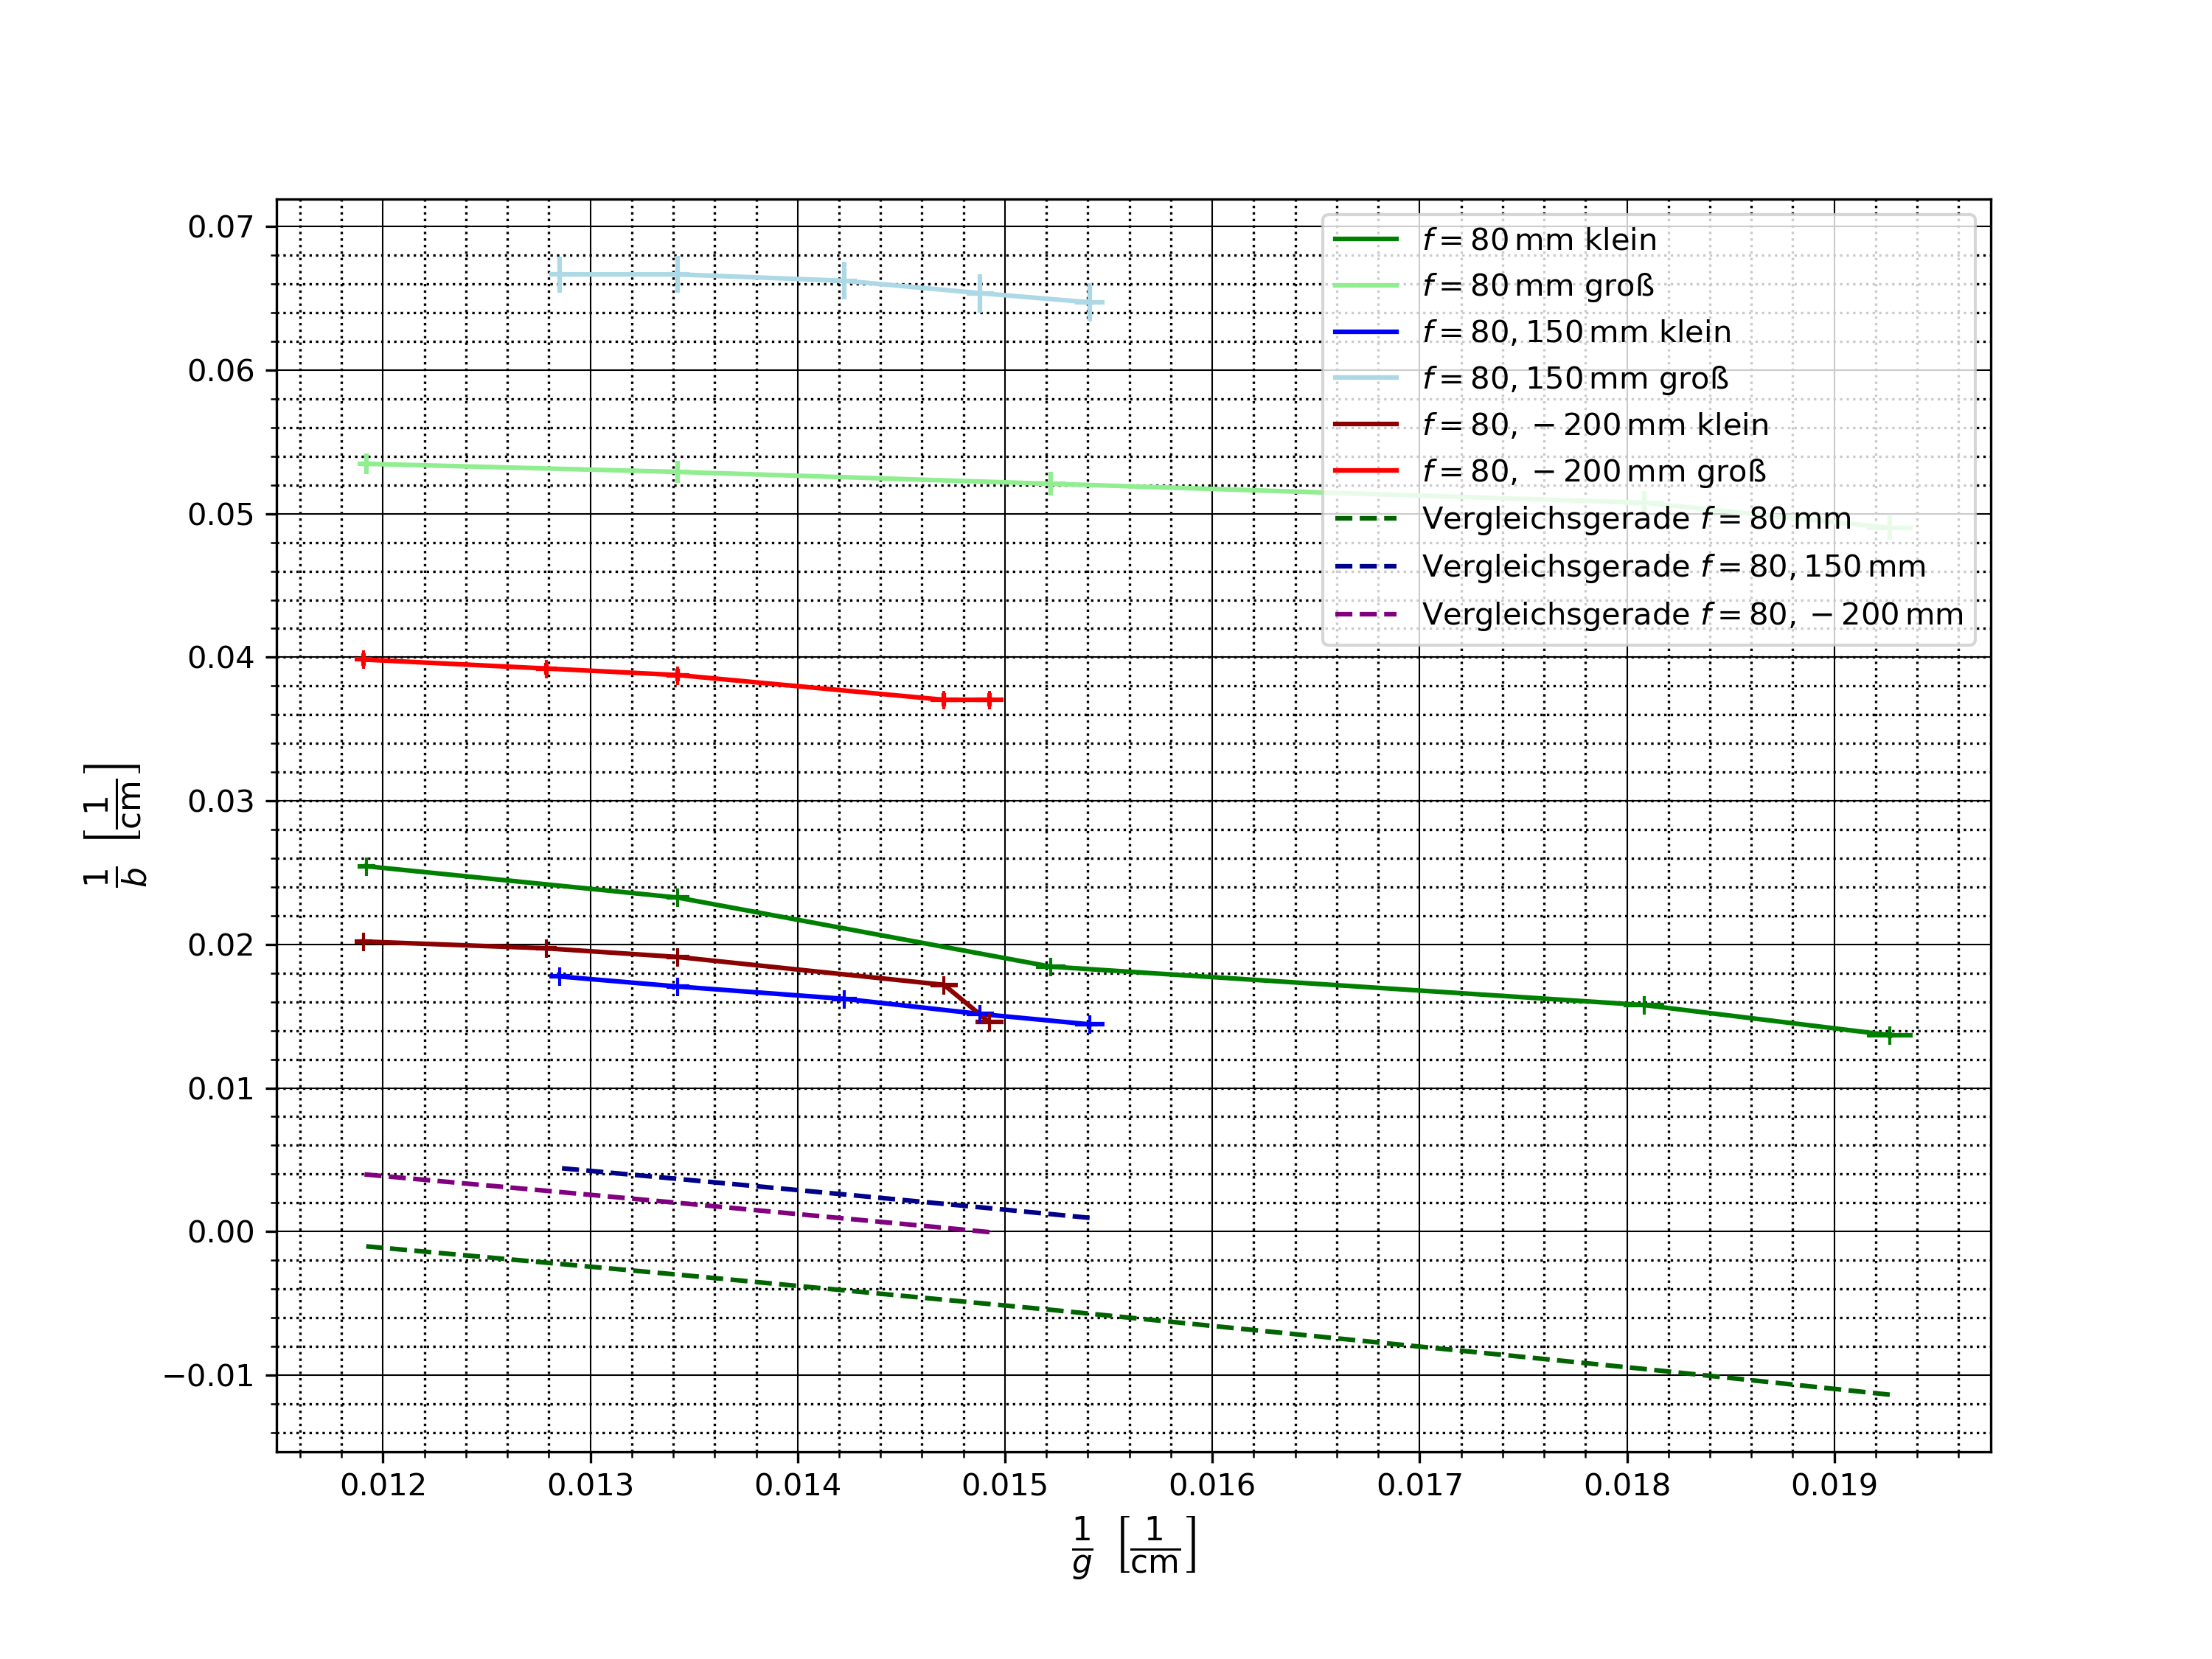 0.07
0.06
0.05
0.04
0.03
0.02
0.01
0.00
−0.01
1/b [1/cm]
f = 80 mm klein
f = 80 mm groß
f = 80, 150 mm klein
f = 80, 150 mm groß
f = 80, − 200 mm klein
f = 80, − 200 mm groß
Vergleichsgerade f = 80 mm
Vergleichsgerade f = 80, 150 mm
Vergleichsgerade f = 80, − 200 mm
0.012 0.013 0.014 0.015 0.016 0.017 0.018 0.019
1/g [1/cm]